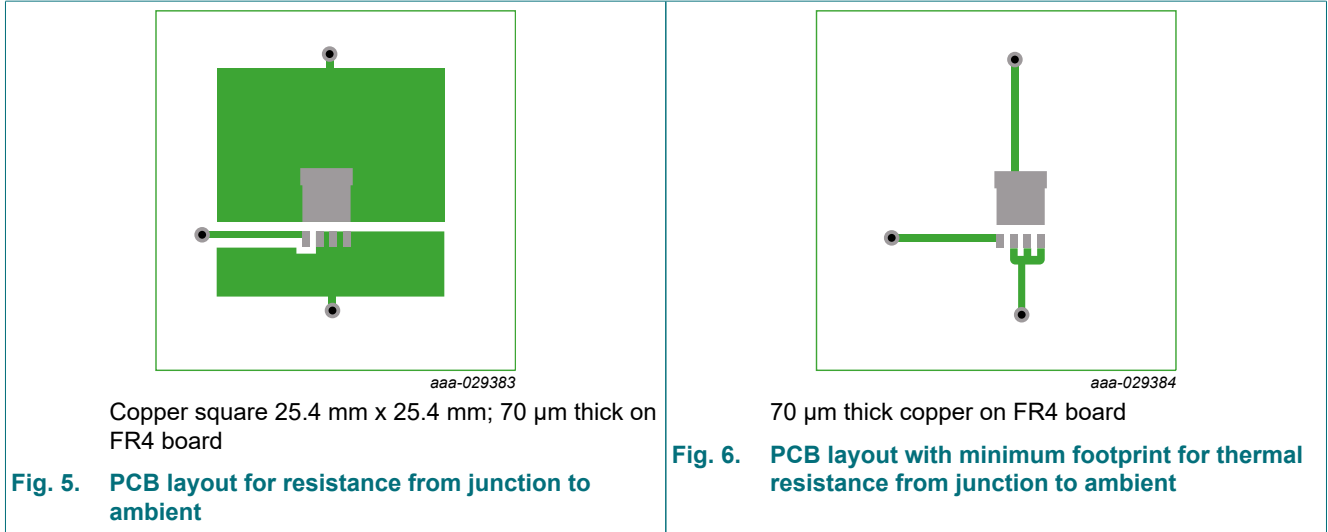 aaa-029383
Copper square 25.4 mm x 25.4 mm; 70 μm thick on
FR4 board
Fig. 5. PCB layout for resistance from junction to
ambient
aaa-029384
70 μm thick copper on FR4 board
Fig. 6. PCB layout with minimum footprint for thermal
resistance from junction to ambient